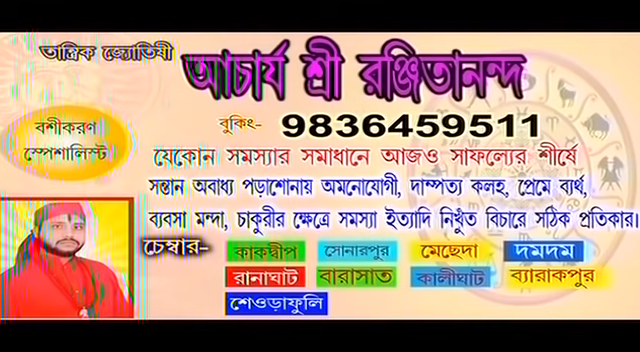 তান্ত্রিক জ্যোতিষী
আচার্য শ্রী রঞ্জিতানন্দ
বশীকরণ
স্পেশালিস্ট
বুকিং- 9836459511
যেকোন সমস্যার সমাধানে আজও সাফল্যের শীর্ষে
সন্তান অবাধ্য পড়াশোনায় অমনোযোগী, দাম্পত্য কলহ, প্রেমে ব্যর্থ,
ব্যবসা মন্দা, চাকুরীর ক্ষেত্রে সমস্যা ইত্যাদি নিখুঁত বিচারে সঠিক প্রতিকার।
চেম্বার- কাকদ্বীপ সোনারপুর মেছেদা দমদম
রানাঘাট বারাসাত কালীঘাট ব্যারাকপুর
শেওড়াফুলি